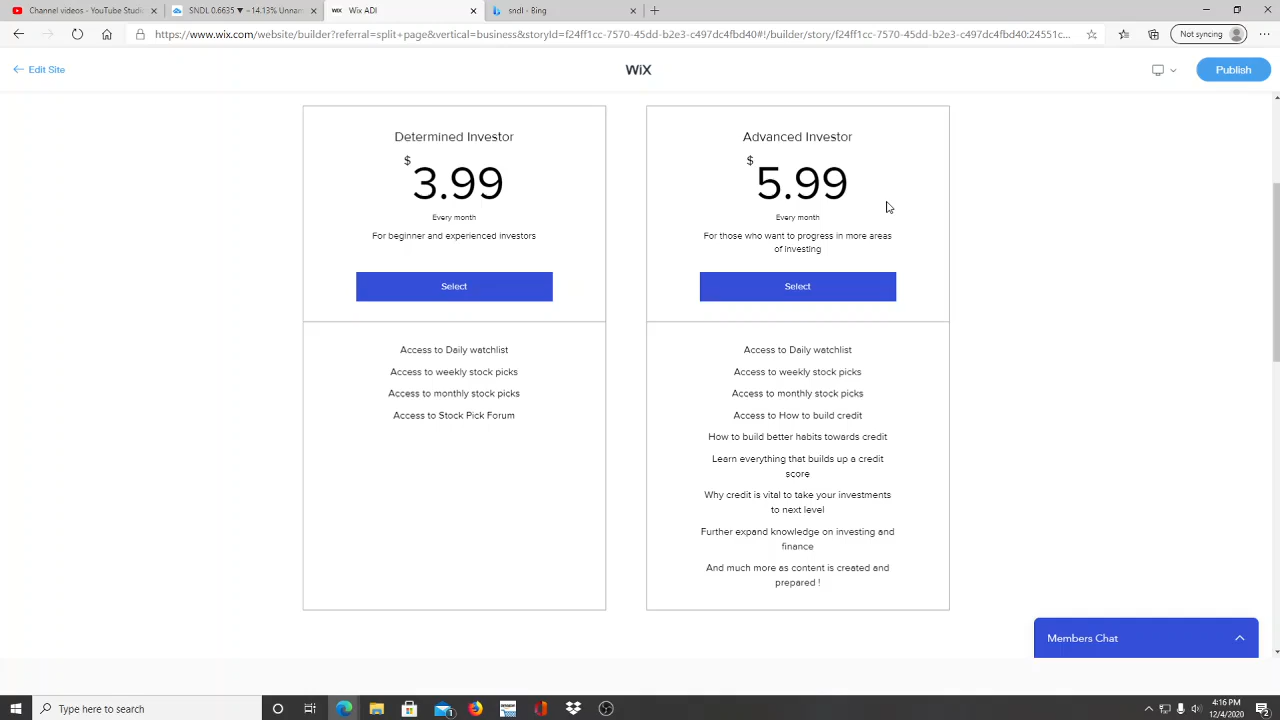 Channel videos - YouTube Studio
SNDL 0.6635 ▼ −14.13% Unnam
Wix ADI
sndl - Bing
https://www.wix.com/website/builder?referral=split+page&vertical=business&storyId=f24ff1cc-7570-45dd-b2e3-c497dc4fbd40#!/builder/story/f24ff1cc-7570-45dd-b2e3-c497dc4fbd40:24551c...
Not syncing
Edit Site
WiX
Publish
Determined Investor
$
3.99
Every month
For beginner and experienced investors
Select
Access to Daily watchlist
Access to weekly stock picks
Access to monthly stock picks
Access to Stock Pick Forum
Advanced Investor
$
5.99
Every month
For those who want to progress in more areas
of investing
Select
Access to Daily watchlist
Access to weekly stock picks
Access to monthly stock picks
Access to How to build credit
How to build better habits towards credit
Learn everything that builds up a credit
score
Why credit is vital to take your investments
to next level
Further expand knowledge on investing and
finance
And much more as content is created and
prepared !
Members Chat
Type here to search
1
4:16 PM
12/4/2020
2